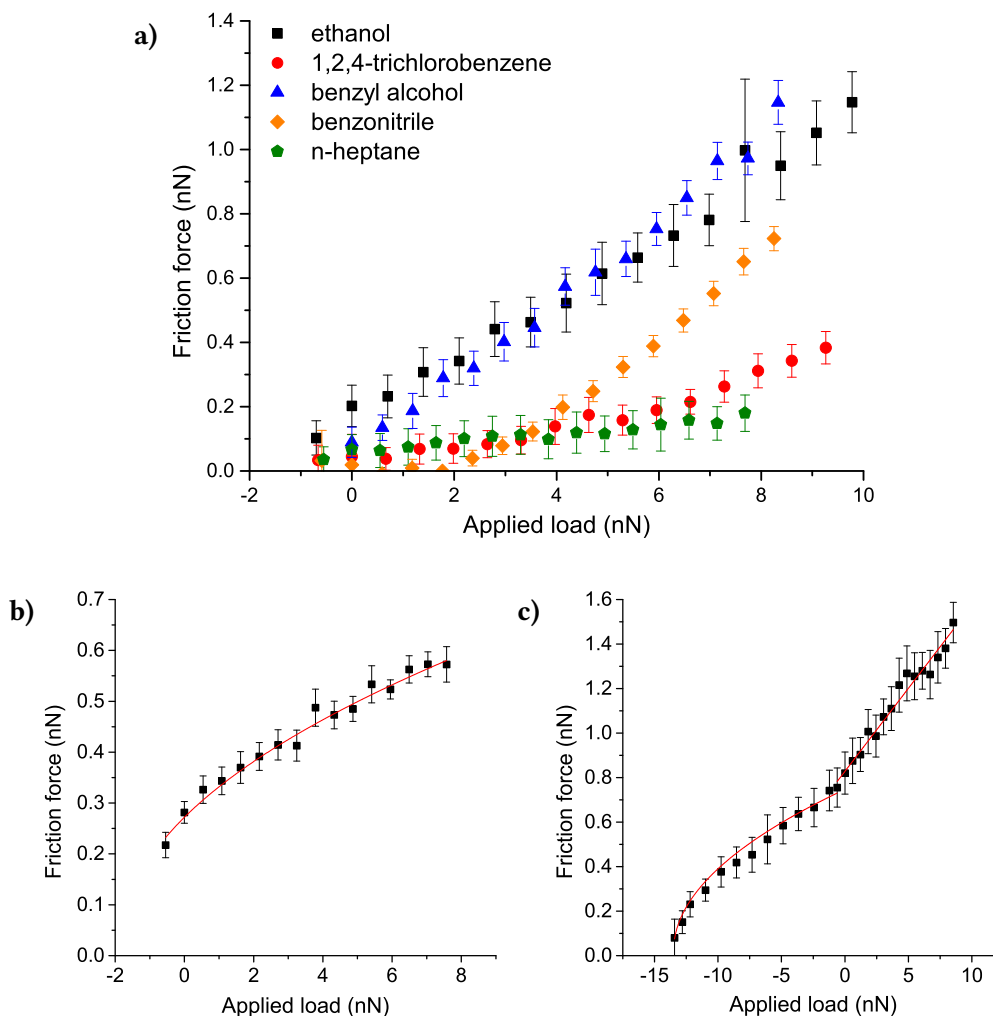 a)
ethanol
1,2,4-trichlorobenzene
benzyl alcohol
benzonitrile
n-heptane
Friction force (nN)
1.4
1.2
1.0
0.8
0.6
0.4
0.2
0.0
-2 0 2 4 6 8 10
Applied load (nN)
b)
Friction force (nN)
0.7
0.6
0.5
0.4
0.3
0.2
0.1
0.0
-2 0 2 4 6 8
Applied load (nN)
c)
Friction force (nN)
1.6
1.4
1.2
1.0
0.8
0.6
0.4
0.2
0.0
-15 -10 -5 0 5 10
Applied load (nN)